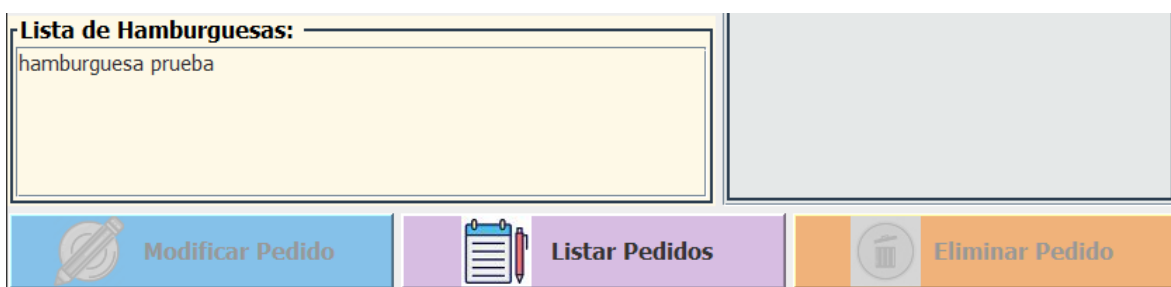 Lista de Hamburguesas:
hamburguesa prueba
Modificar Pedido
Listar Pedidos
Eliminar Pedido